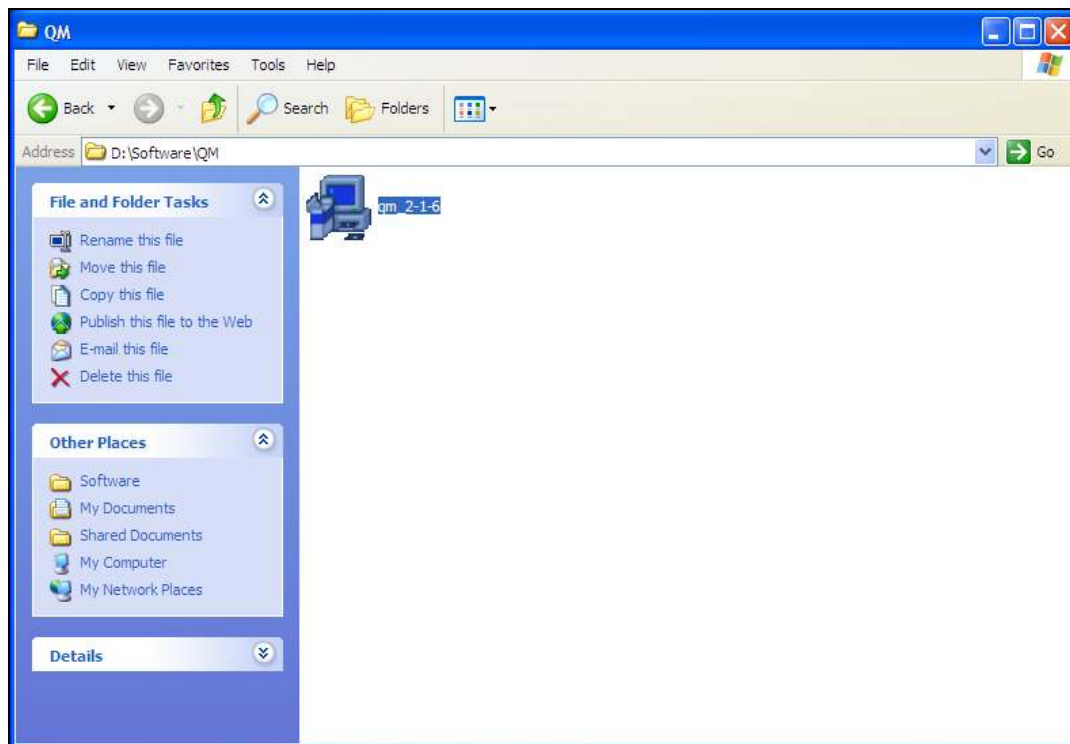 QM
File Edit View Favorites Tools Help
Back Search Folders
Address D:\Software\QM Go
File and Folder Tasks
qm_2-1-6
Rename this file
Move this file
Copy this file
Publish this file to the Web
E-mail this file
Delete this file
Other Places
Software
My Documents
Shared Documents
My Computer
My Network Places
Details